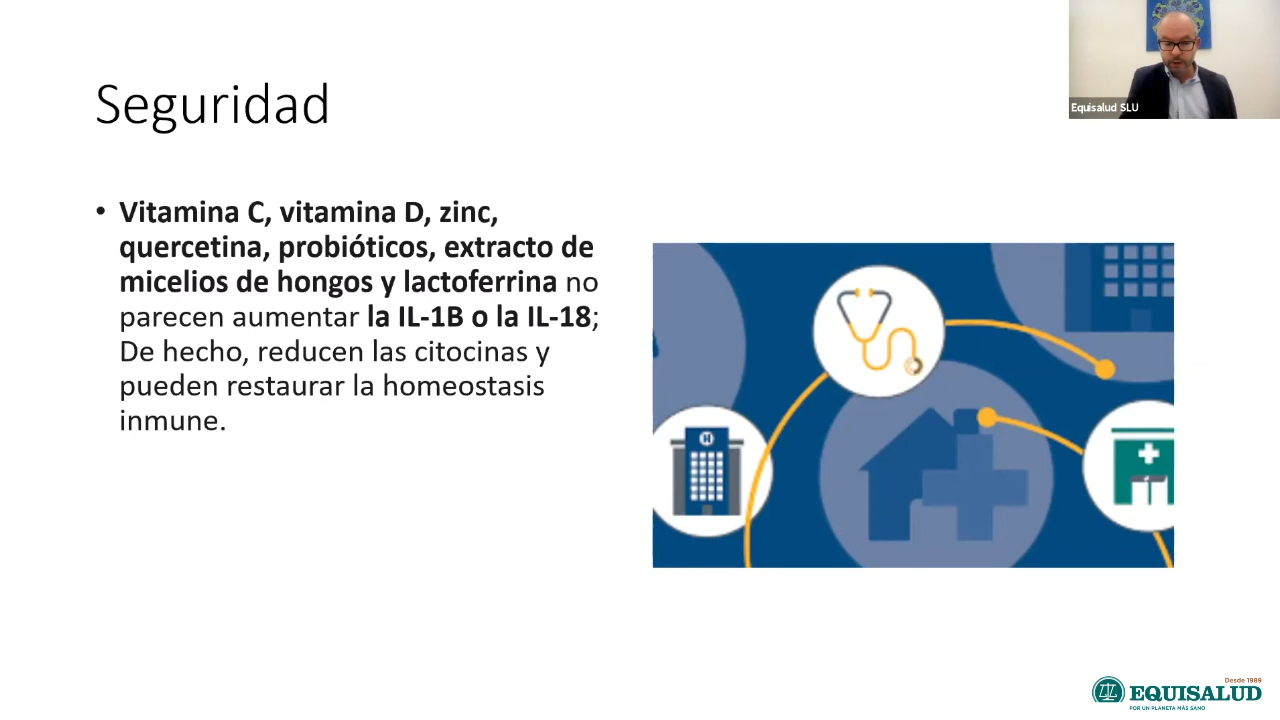 Equisalud SLU
Seguridad
• Vitamina C, vitamina D, zinc,
quercetina, probióticos, extracto de
micelios de hongos y lactoferrina no
parecen aumentar la IL-1B o la IL-18;
De hecho, reducen las citocinas y
pueden restaurar la homeostasis
inmune.
H
Desde 1989
EQUISALUD
POR UN PLANETA MÁS SANO